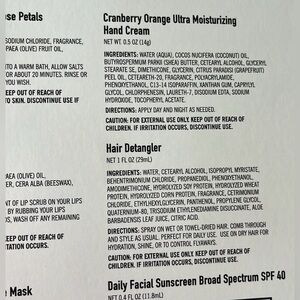 se Petals
SODIUM CHLORIDE, FRAGRANCE,
PAEA (OLIVE) FRUIT OIL,
TO A WARM BATH, ALLOW SALTS
OR ABOUT 20 MINUTES. RINSE OR
YOU WISH.
KEEP OUT OF REACH OF
TO SKIN. DISCONTINUE IF
AEA (OLIVE) OIL,
CERA ALBA (BEESWAX),
NT OF LIP SCRUB ON YOUR LIPS
BY RUBBING YOUR LIPS
DS, WASH OFF ANY REMAINING
KEEP OUT OF REACH OF
IRRITATION OCCURS.
e Mask
Cranberry Orange Ultra Moisturizing
Hand Cream
NET WT 0.5 OZ (14g)
INGREDIENTS: WATER (AQUA), COCOS NUCIFERA (COCONUT) OIL,
BUTYROSPERMUM PARKII (SHEA) BUTTER, CETEARYL ALCOHOL, GLYCERYL
STEARATE SE, DIMETHICONE, GLYCERIN, CITRUS PARADISI (GRAPEFRUIT)
PEEL OIL, CETEARETH-20, FRAGRANCE, POLYACRYLAMIDE,
PHENOXYETHANOL, C13-14 ISOPARAFFIN, XANTHAN GUM, CAPRYLYL
GLYCOL, CHLORPHENESIN, LAURETH-7, DISODIUM EDTA, SODIUM
HYDROXIDE, TOCOPHERYL ACETATE.
DIRECTIONS: APPLY DAY AND NIGHT AS NEEDED.
CAUTION: FOR EXTERNAL USE ONLY. KEEP OUT OF REACH OF
CHILDREN. IF IRRITATION OCCURS, DISCONTINUE USE.
Hair Detangler
NET 1 FL OZ (29mL)
INGREDIENTS: WATER, CETEARYL ALCOHOL, ISOPROPYL MYRISTATE,
BEHENTRIMONIUM CHLORIDE, PROPANEDIOL, PHENOXYETHANOL,
AMODIMETHICONE, HYDROLYZED SOY PROTEIN, HYDROLYZED WHEAT
PROTEIN, HYDROLYZED CORN PROTEIN, FRAGRANCE, CETRIMONIUM
CHLORIDE, ETHYLHEXYLGLYCERIN, PANTHENOL, PROPYLENE GLYCOL,
QUATERNIUM-80, TRISODIUM ETHYLENEDIAMINE DISUCCINATE, ALOE
BARBADENSIS LEAF JUICE, CITRIC ACID.
DIRECTIONS: SPRAY ON WET OR TOWEL-DRIED HAIR. COMB THROUGH
AND STYLE AS USUAL. PERFECT FOR DAILY USE. USE ON DRY HAIR FOR
HYDRATION, SHINE, OR TO CONTROL FLYAWAYS.
CAUTION: FOR EXTERNAL USE ONLY. KEEP OUT OF REACH OF
CHILDREN. DISCONTINUE USE IF IRRITATION OCCURS.
Daily Facial Sunscreen Broad Spectrum SPF 40
NET 0.4 FL OZ (11.8mL)